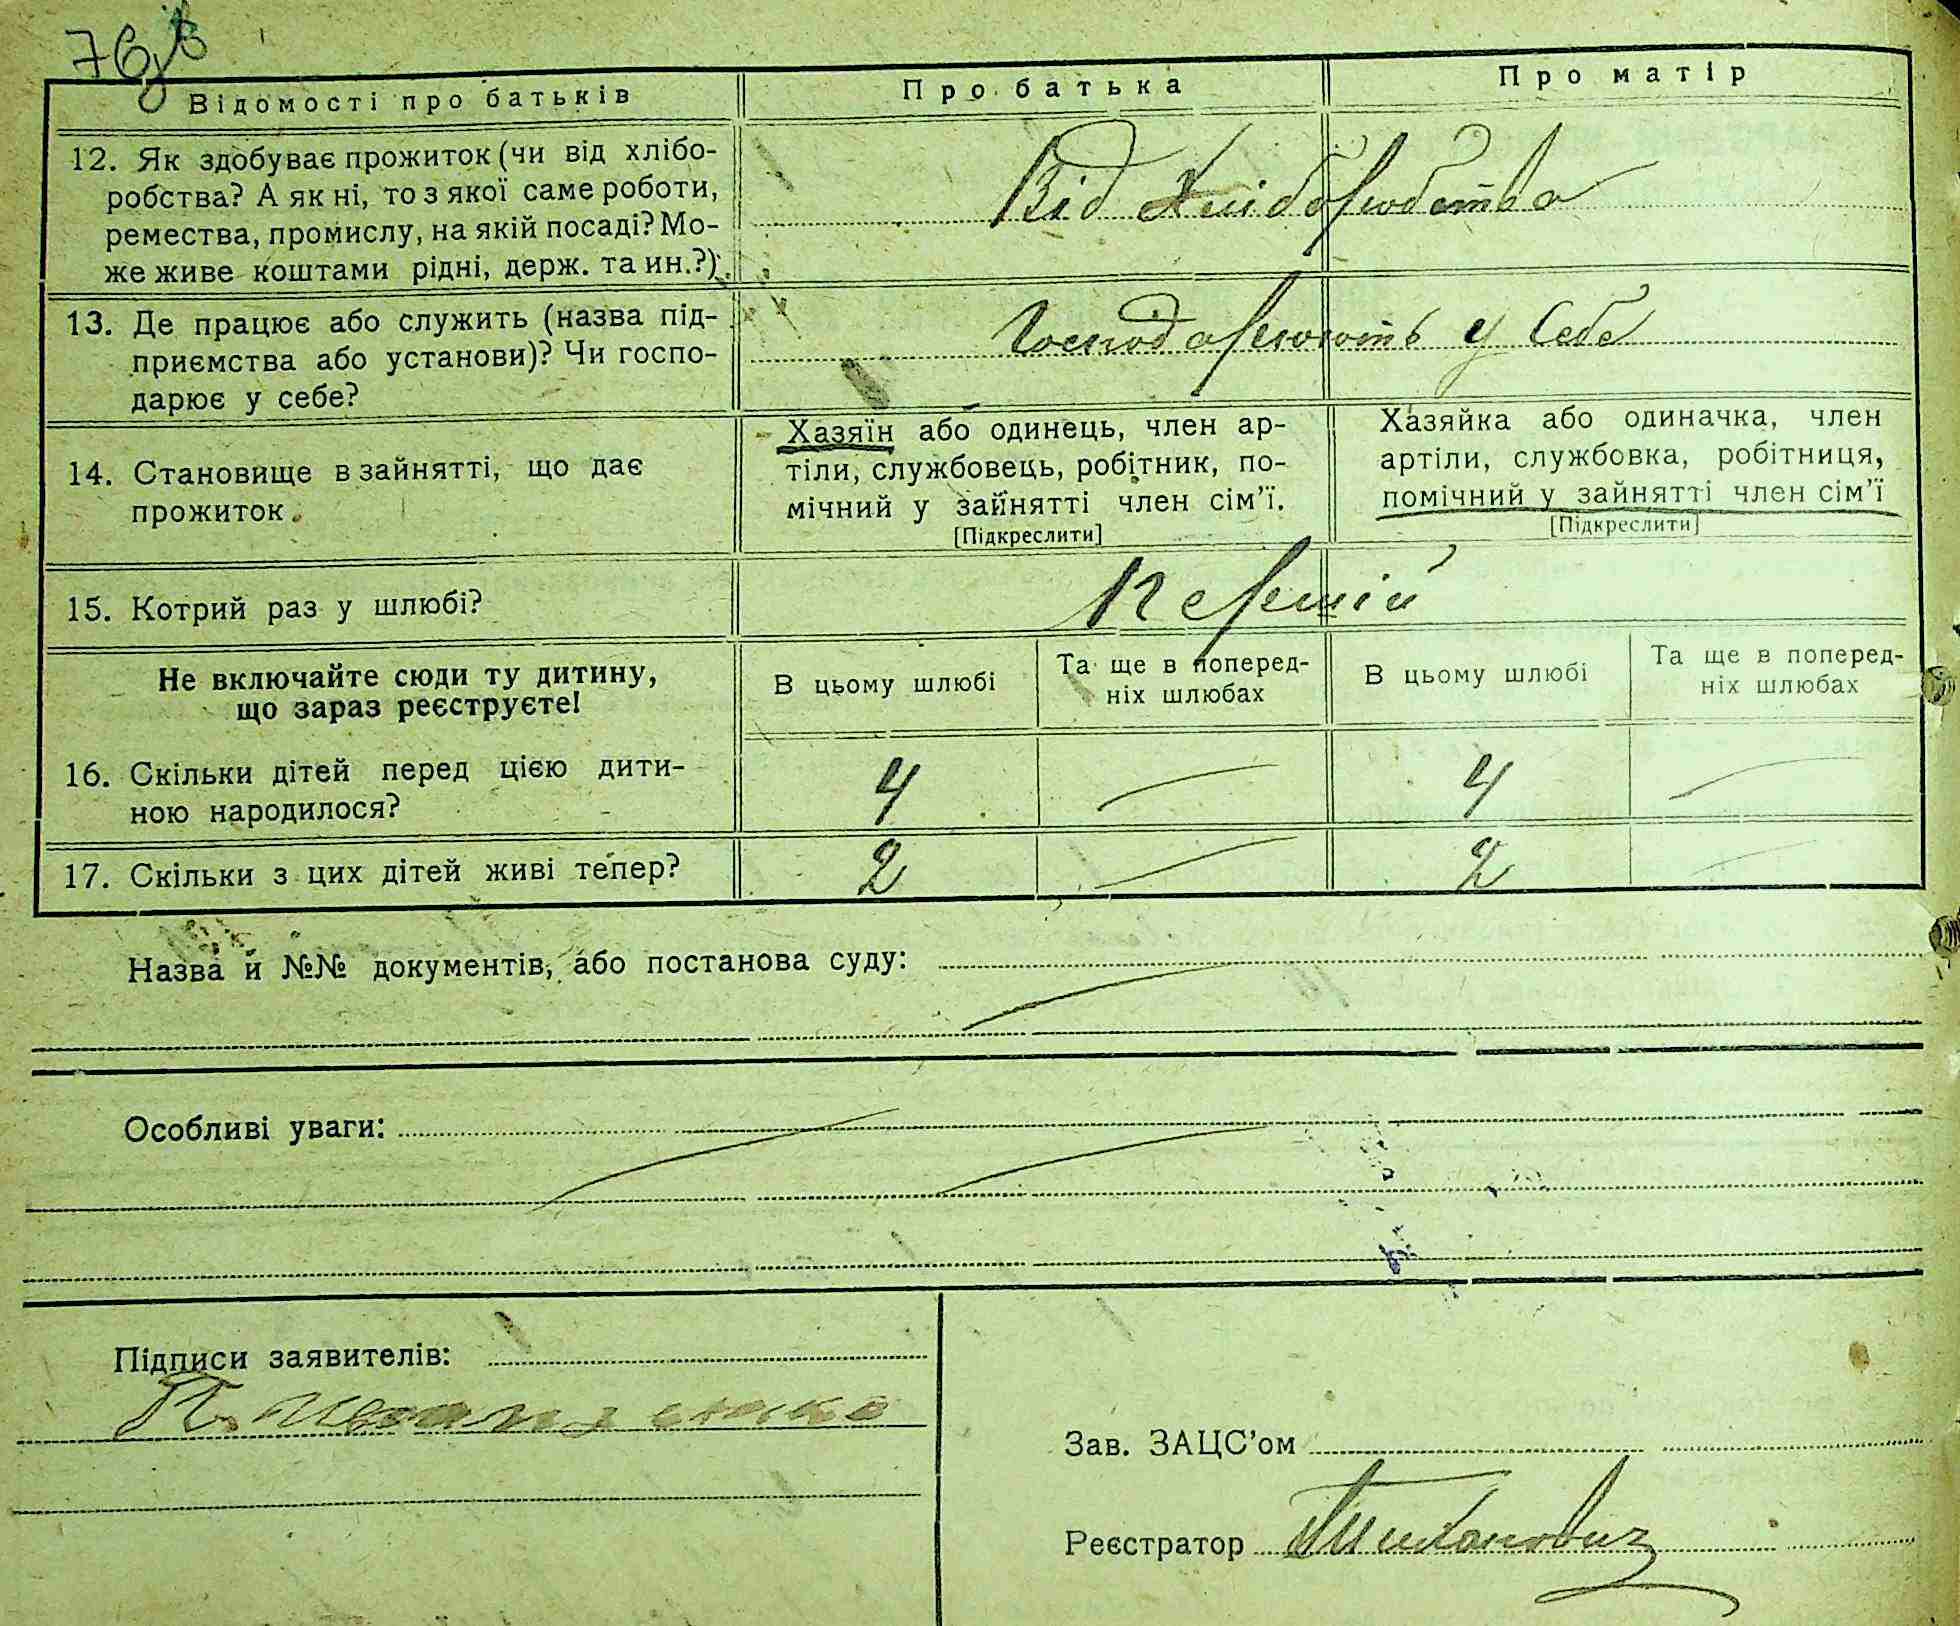 Відомості про батьків
Про батька
Про матір
12. Як здобуває прожиток (чи від хлібо-
робства? А як ні, то з якої саме роботи,
ремества, промислу, на якій посаді? Мо-
же живе коштами рідні, держ. та ин.?)
Від хліборобства
13. Де працює або служить (назва під-
приємства або установи)? Чи госпо-
дарює у себе?
Господарюють у себе
14. Становище в зайнятті, що дає
прожиток
Хазяїн або одинець, член ар-
тіли, службовець, робітник, по-
мічний у зайнятті член сім'ї.
[Підкреслити]
Хазяйка або одиначка, член
артіли, службовка, робітниця,
помічний у зайнятті член сім'ї
[Підкреслити]
15. Котрий раз у шлюбі?
Перший
Не включайте сюди ту дитину,
що зараз реєструєте!
В цьому шлюбі
Та ще в поперед-
ніх шлюбах
В цьому шлюбі
Та ще в поперед-
ніх шлюбах
16. Скільки дітей перед цією дити-
ною народилося?
4 — 4 —
17. Скільки з цих дітей живі тепер?
2 — 2 —
Назва й №№ документів, або постанова суду:
Особливі уваги:
Підписи заявителів:
Зав. ЗАЦС'ом
Реєстратор